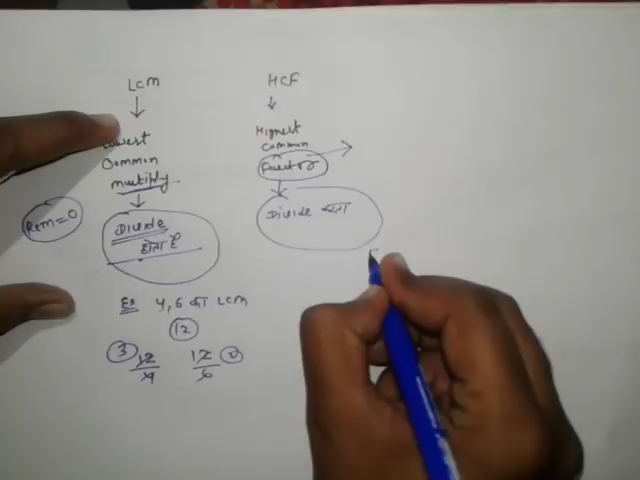 LCM
Lowest
Common
multiply
Rem = 0
Divide
होता है
Ex 4, 6 का LCM
12
3 12/4 12/6 2
HCF
Highest
Common
Factor
Divide करता